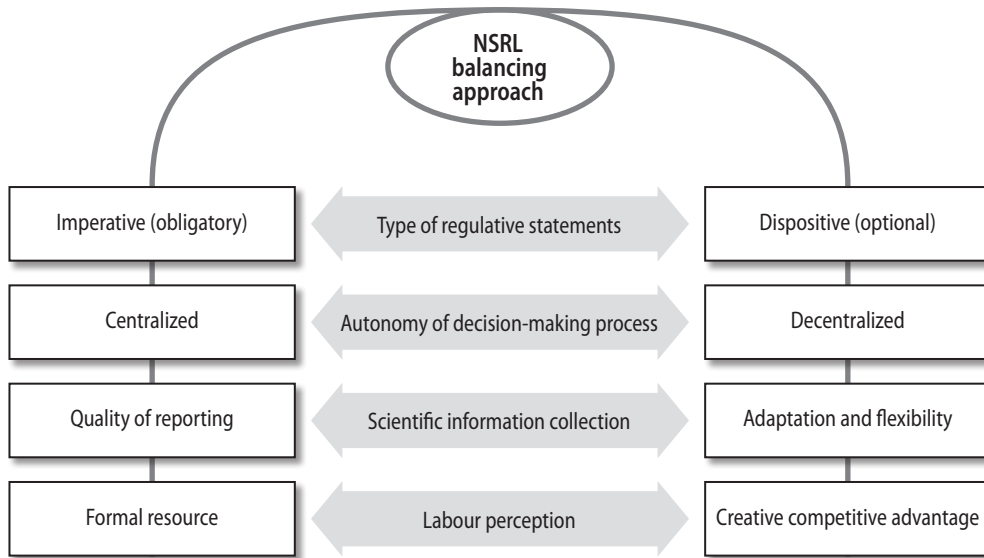 NSRL
balancing
approach
Imperative (obligatory)
Type of regulative statements
Dispositive (optional)
Centralized
Autonomy of decision-making process
Decentralized
Quality of reporting
Scientific information collection
Adaptation and flexibility
Formal resource
Labour perception
Creative competitive advantage